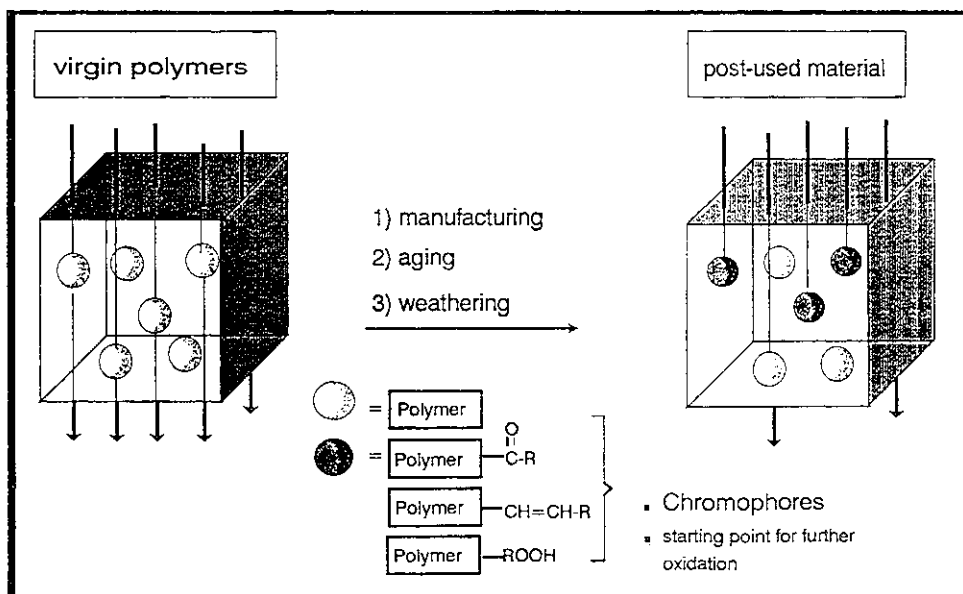 virgin polymers
post-used material
1) manufacturing
2) aging
3) weathering
= Polymer
O
= Polymer C-R
Polymer CH=CH-R
Polymer ROOH
▪ Chromophores
▪ starting point for further
oxidation